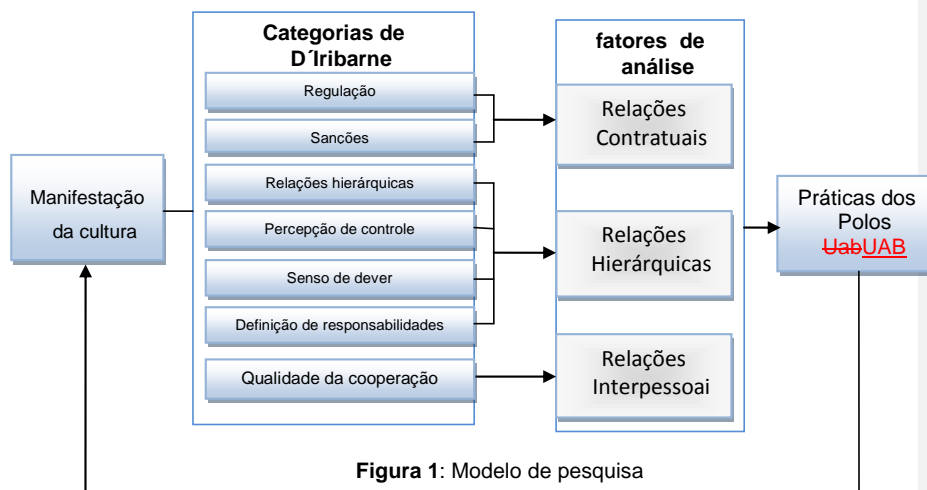 Categorias de
D´Iribarne
Regulação
Sanções
Relações hierárquicas
Percepção de controle
Senso de dever
Definição de responsabilidades
Qualidade da cooperação
Manifestação
da cultura
fatores de
análise
Relações
Contratuais
Relações
Hierárquicas
Relações
Interpessoai
Práticas dos
Polos
UabUAB
Figura 1: Modelo de pesquisa